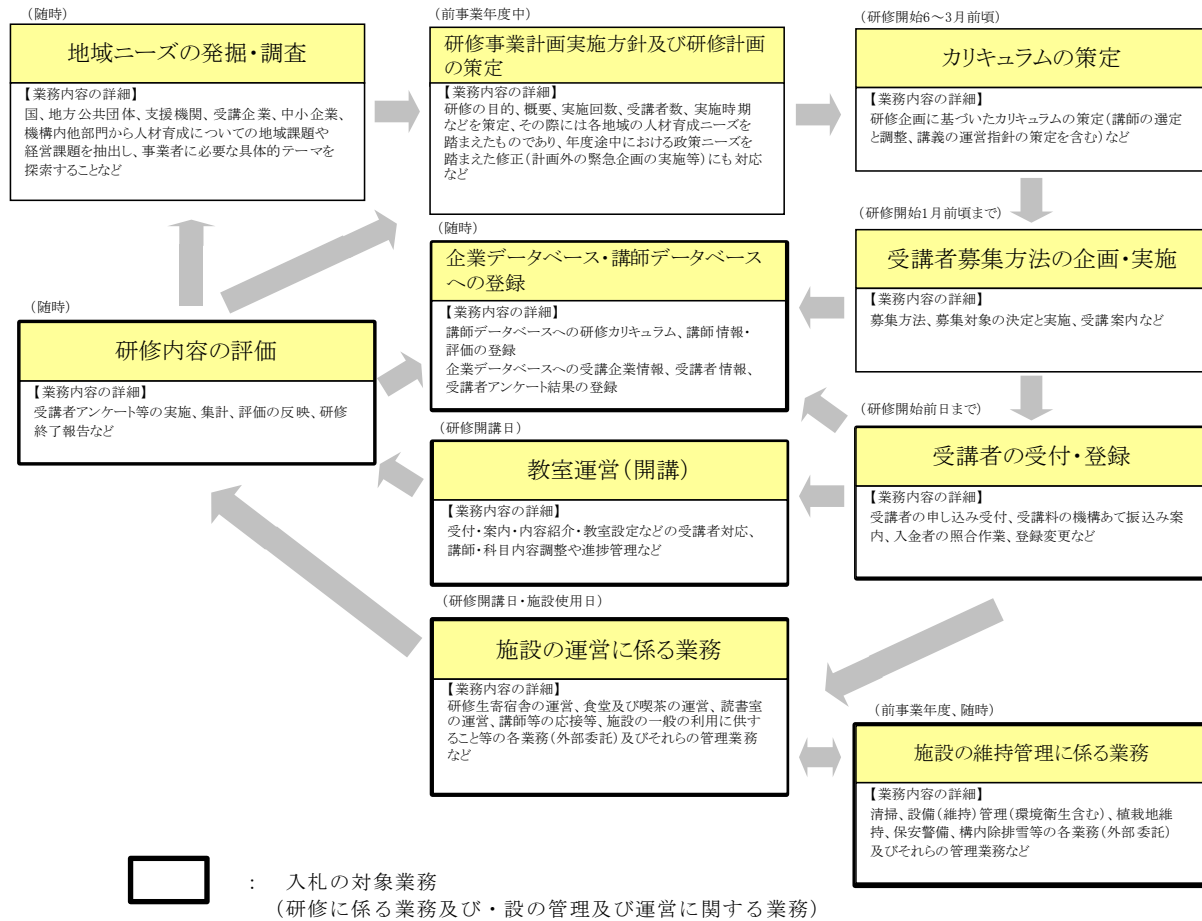 (随時)
地域ニーズの発掘・調査
【業務内容の詳細】
国、地方公共団体、支援機関、受講企業、中小企業、
機構内他部門から人材育成についての地域課題や
経営課題を抽出し、事業者に必要な具体的テーマを
探索することなど
(前事業年度中)
研修事業計画実施方針及び研修計画
の策定
【業務内容の詳細】
研修の目的、概要、実施回数、受講者数、実施時期
などを策定、その際には各地域の人材育成ニーズを
踏まえたものであり、年度途中における政策ニーズを
踏まえた修正(計画外の緊急企画の実施等)にも対応
など
(研修開始6～3月前頃)
カリキュラムの策定
【業務内容の詳細】
研修企画に基づいたカリキュラムの策定(講師の選定
と調整、講義の運営指針の策定を含む)など
(研修開始1月前頃まで)
受講者募集方法の企画・実施
【業務内容の詳細】
募集方法、募集対象の決定と実施、受講案内など
(随時)
企業データベース・講師データベース
への登録
【業務内容の詳細】
講師データベースへの研修カリキュラム、講師情報・
評価の登録
企業データベースへの受講企業情報、受講者情報、
受講者アンケート結果の登録
(随時)
研修内容の評価
【業務内容の詳細】
受講者アンケート等の実施、集計、評価の反映、研修
終了報告など
(研修開始前日まで)
受講者の受付・登録
【業務内容の詳細】
受講者の申し込み受付、受講料の機構あて振込み案
内、入金者の照合作業、登録変更など
(研修開講日)
教室運営(開講)
【業務内容の詳細】
受付・案内・内容紹介・教室設定などの受講者対応、
講師・科目内容調整や進捗管理など
(研修開講日・施設使用日)
施設の運営に係る業務
【業務内容の詳細】
研修生寄宿舎の運営、食堂及び喫茶の運営、読書室
の運営、講師等の応接等、施設の一般の利用に供す
ること等の各業務(外部委託)及びそれらの管理業務
など
(前事業年度、随時)
施設の維持管理に係る業務
【業務内容の詳細】
清掃、設備(維持)管理(環境衛生含む)、植栽地維
持、保安警備、構内除排雪等の各業務(外部委託)
及びそれらの管理業務など
： 入札の対象業務
(研修に係る業務及び・設の管理及び運営に関する業務)